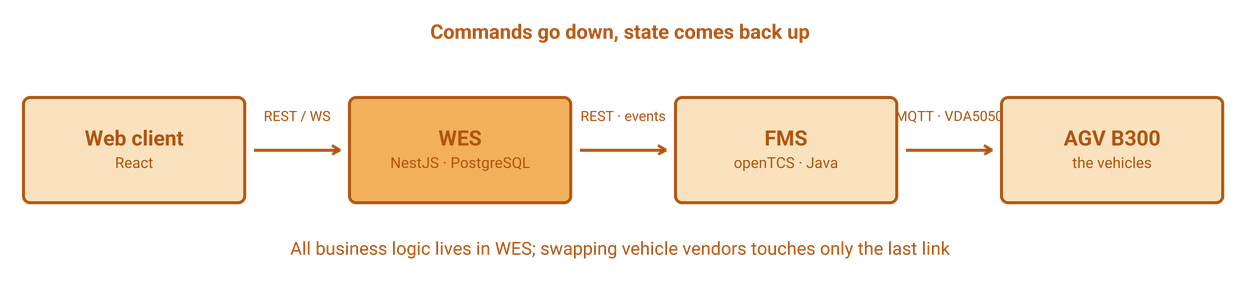 Commands go down, state comes back up
REST / WS
REST · events
MQTT · VDA5050
Web client
React
WES
NestJS · PostgreSQL
FMS
openTCS · Java
AGV B300
the vehicles
All business logic lives in WES; swapping vehicle vendors touches only the last link